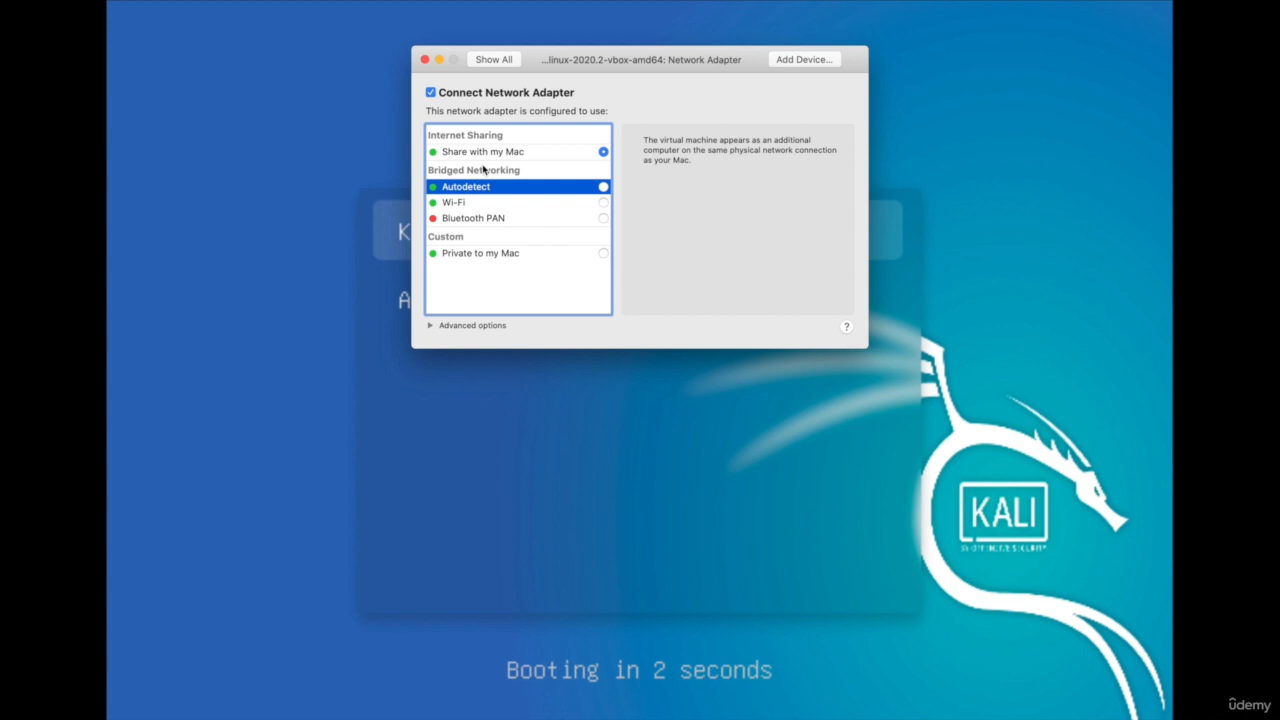 Show All
...linux-2020.2-vbox-amd64: Network Adapter
Add Device...
Connect Network Adapter
This network adapter is configured to use:
Internet Sharing
Share with my Mac
Bridged Networking
Autodetect
Wi-Fi
Bluetooth PAN
Custom
Private to my Mac
The virtual machine appears as an additional
computer on the same physical network connection
as your Mac.
Advanced options
?
K
A
KALI
Booting in 2 seconds
ûdemy